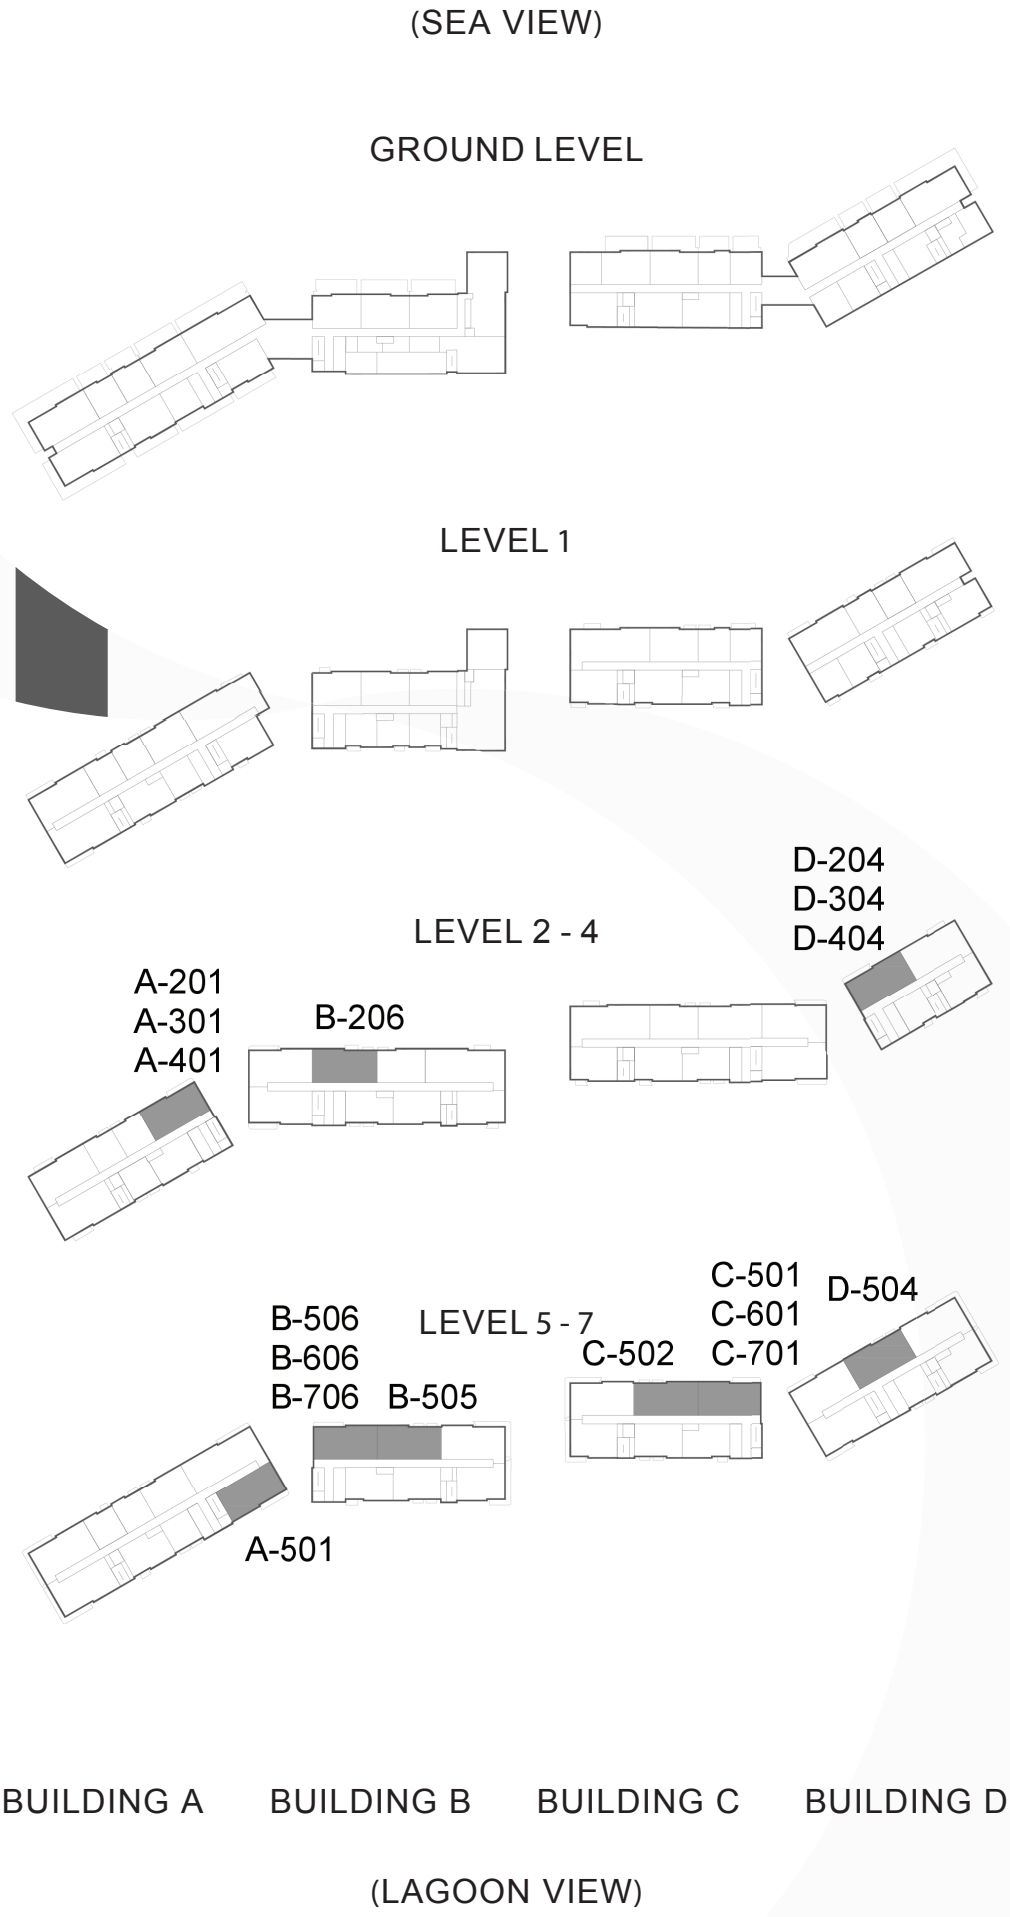 (SEA VIEW)
GROUND LEVEL
LEVEL 1
D-204
D-304
D-404
LEVEL 2 - 4
A-201
A-301
A-401
B-206
C-501
C-601
C-701
D-504
B-506
B-606
B-706
LEVEL 5 - 7
C-502
B-505
A-501
BUILDING A
BUILDING B
BUILDING C
BUILDING D
(LAGOON VIEW)